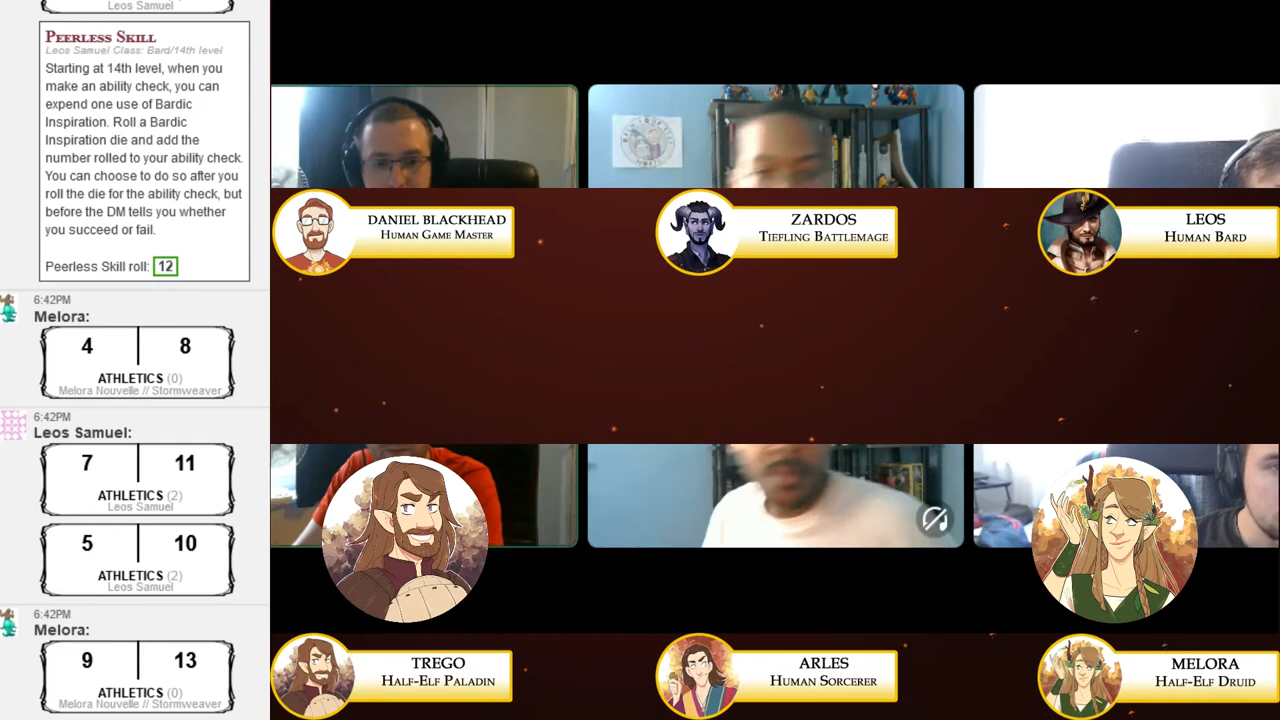 Leos Samuel
PEERLESS SKILL
Leos Samuel Class: Bard/14th level
Starting at 14th level, when you
make an ability check, you can
expend one use of Bardic
Inspiration. Roll a Bardic
Inspiration die and add the
number rolled to your ability check.
You can choose to do so after you
roll the die for the ability check, but
before the DM tells you whether
you succeed or fail.
Peerless Skill roll: 12
6:42PM
Melora:
4 8
ATHLETICS (0)
Melora Nouvelle // Stormweaver
6:42PM
Leos Samuel:
7 11
ATHLETICS (2)
Leos Samuel
5 10
ATHLETICS (2)
Leos Samuel
6:42PM
Melora:
9 13
ATHLETICS (0)
Melora Nouvelle // Stormweaver
DANIEL BLACKHEAD
HUMAN GAME MASTER
ZARDOS
TIEFLING BATTLEMAGE
LEOS
HUMAN BARD
TREGO
HALF-ELF PALADIN
ARLES
HUMAN SORCERER
MELORA
HALF-ELF DRUID